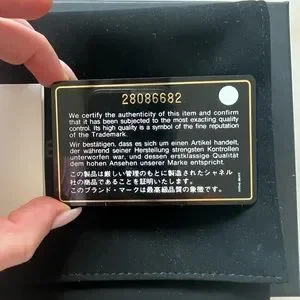 28086682
We certify the authenticity of this item and confirm
that it has been subjected to the most exacting quality
control. Its high quality is a symbol of the fine reputation
of the Trademark.
Wir bestätigen, dass es sich um einen Artikel handelt,
der während seiner Herstellung strengsten Kontrollen
unterworfen war, und dessen erstklassige Qualität
dem hohen Ansehen unserer Marke entspricht.
この製品は厳しい管理のもとに製造されたシャネル
社の商品であることを証明いたします。
このブランド・マークは最高級品質の象徴です。